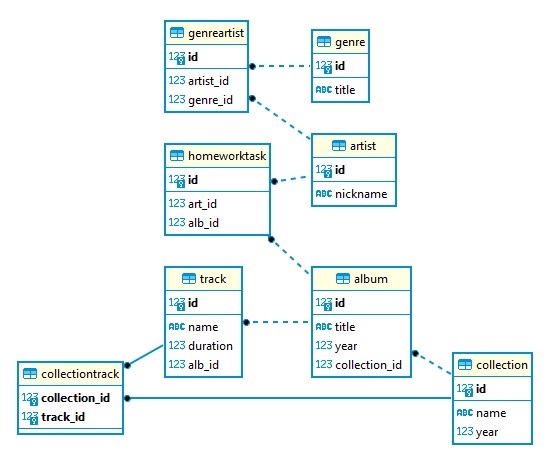 genreartist
123 id
123 artist_id
123 genre_id
genre
123 id
ABC title
homeworktask
123 id
123 art_id
123 alb_id
artist
123 id
ABC nickname
track
123 id
ABC name
123 duration
123 alb_id
album
123 id
ABC title
123 year
123 collection_id
collectiontrack
123 collection_id
123 track_id
collection
123 id
ABC name
123 year